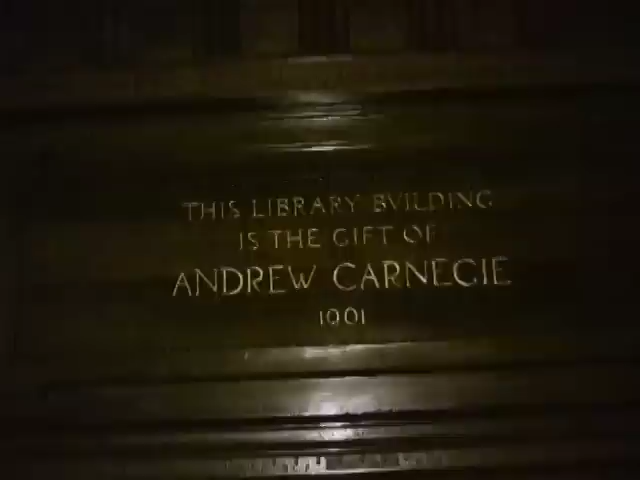 THIS LIBRARY BVILDING
IS THE GIFT OF
ANDREW CARNEGIE
1901